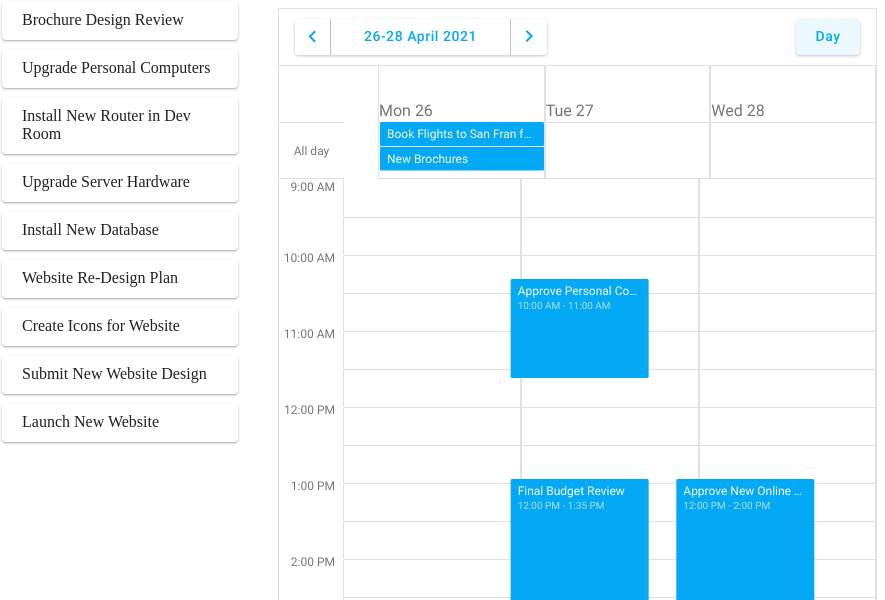 Brochure Design Review
Upgrade Personal Computers
Install New Router in Dev
Room
Upgrade Server Hardware
Install New Database
Website Re-Design Plan
Create Icons for Website
Submit New Website Design
Launch New Website
26-28 April 2021
Day
Mon 26
Tue 27
Wed 28
All day
Book Flights to San Fran f...
New Brochures
9:00 AM
10:00 AM
Approve Personal Co...
10:00 AM - 11:00 AM
11:00 AM
12:00 PM
1:00 PM
Final Budget Review
12:00 PM - 1:35 PM
Approve New Online ...
12:00 PM - 2:00 PM
2:00 PM